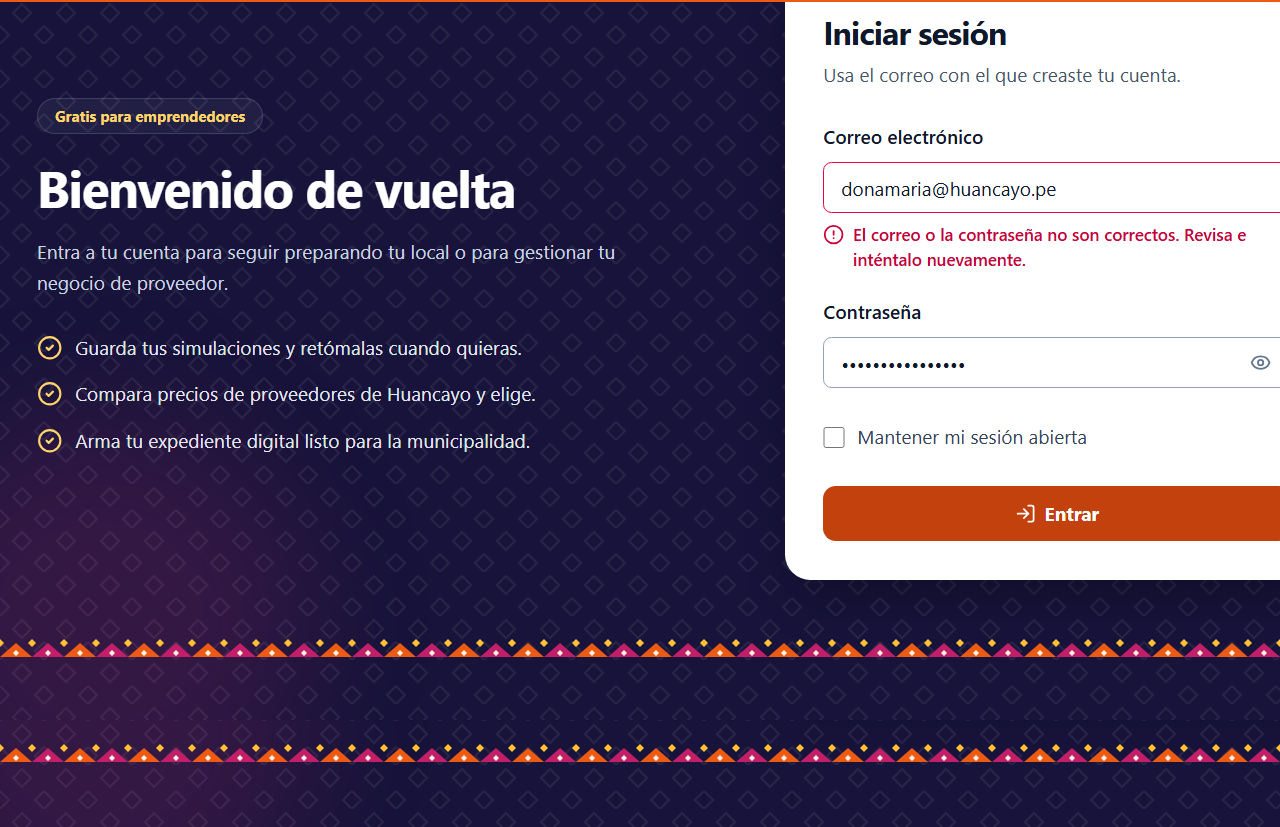 Gratis para emprendedores
Bienvenido de vuelta
Entra a tu cuenta para seguir preparando tu local o para gestionar tu
negocio de proveedor.
Guarda tus simulaciones y retómalas cuando quieras.
Compara precios de proveedores de Huancayo y elige.
Arma tu expediente digital listo para la municipalidad.
Iniciar sesión
Usa el correo con el que creaste tu cuenta.
Correo electrónico
donamaria@huancayo.pe
El correo o la contraseña no son correctos. Revisa e
inténtalo nuevamente.
Contraseña
••••••••••••••••
Mantener mi sesión abierta
Entrar